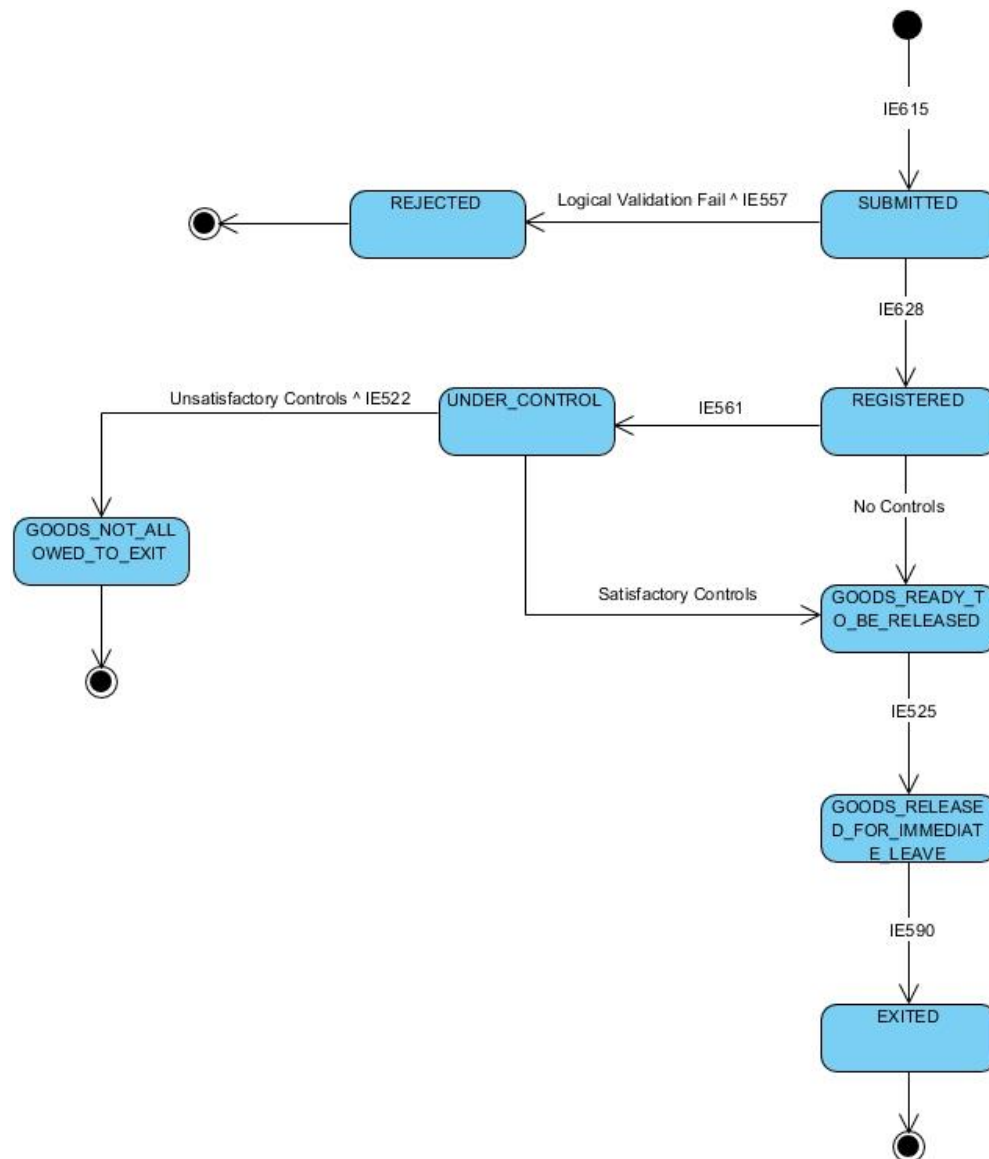 IE615
REJECTED
Logical Validation Fail ^ IE557
SUBMITTED
IE628
Unsatisfactory Controls ^ IE522
UNDER_CONTROL
IE561
REGISTERED
No Controls
GOODS_NOT_ALL
OWED_TO_EXIT
Satisfactory Controls
GOODS_READY_T
O_BE_RELEASED
IE525
GOODS_RELEASE
D_FOR_IMMEDIAT
E_LEAVE
IE590
EXITED